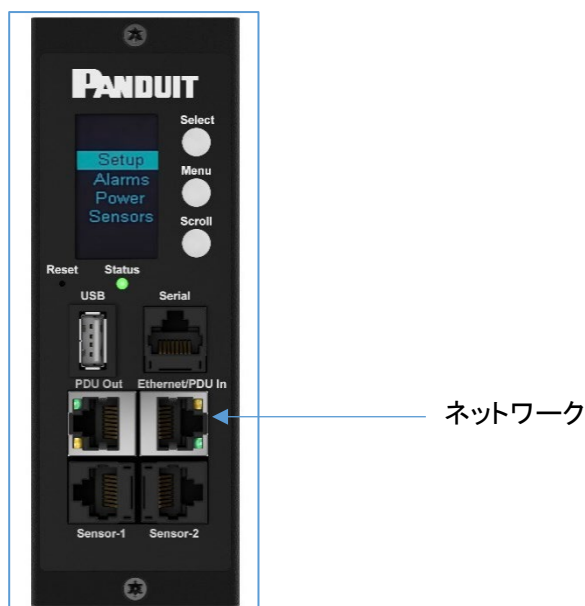 PANDUIT
Select
Setup
Alarms
Menu
Power
Sensors
Scroll
Reset Status
USB Serial
PDU Out Ethernet/PDU In
ネットワーク
Sensor-1 Sensor-2